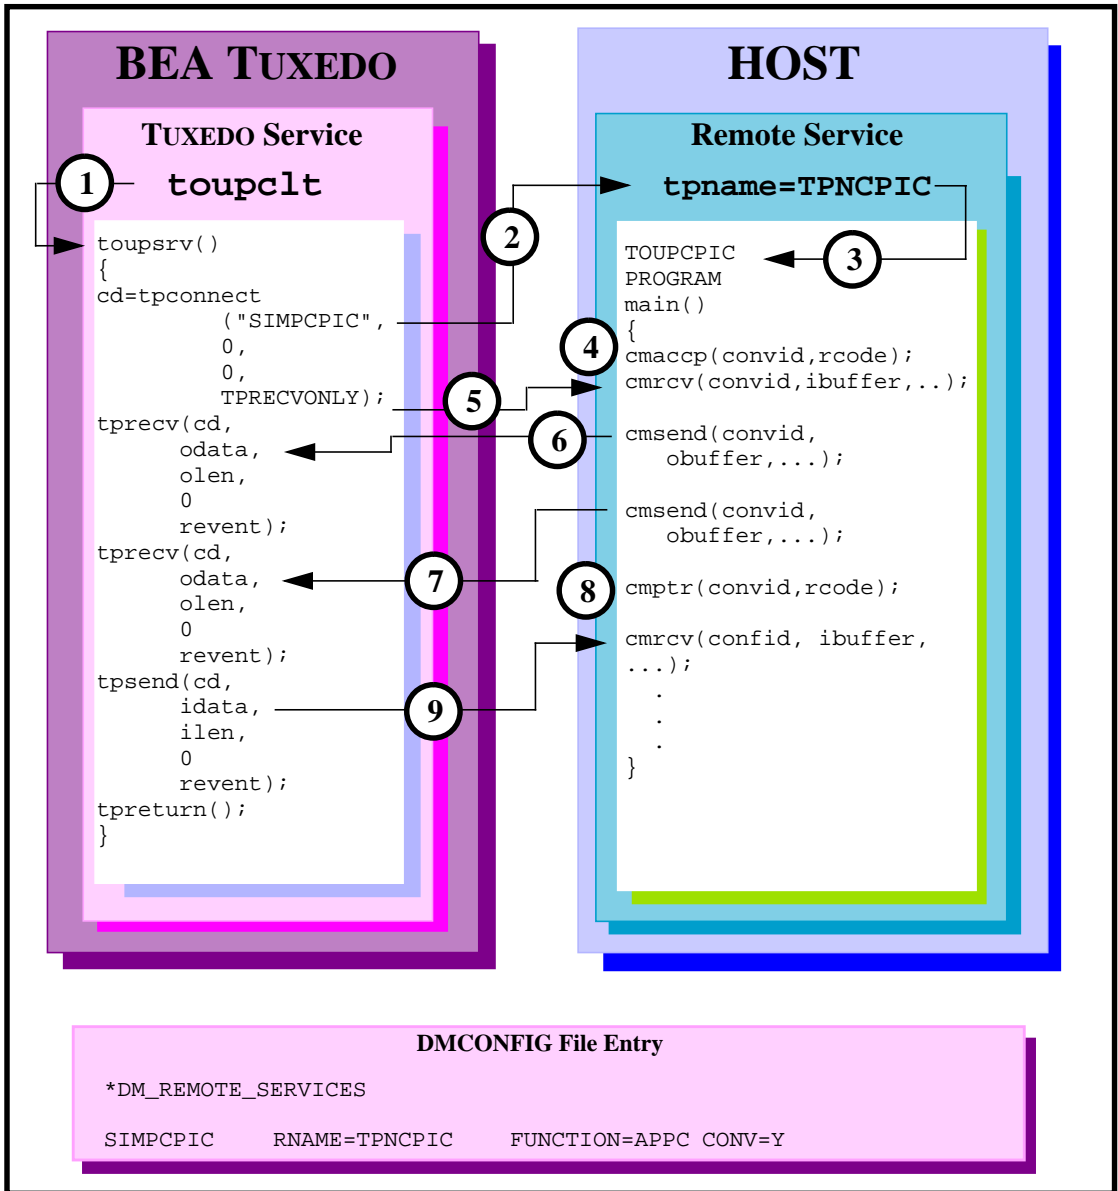 BEA TUXEDO
TUXEDO Service
1
toupclt
toupsrv()
{
cd=tpconnect
("SIMPCPIC",
0,
0,
TPRECVONLY);
tprecv(cd,
odata,
olen,
0
revent);
tprecv(cd,
odata,
olen,
0
revent);
tpsend(cd,
idata,
ilen,
0
revent);
tpreturn();
}
2
5
6
7
9
HOST
Remote Service
tpname=TPNCPIC
3
TOUPCPIC
PROGRAM
main()
{
4
cmaccp(convid,rcode);
cmrcv(convid,ibuffer,..);
cmsend(convid,
obuffer,...);
cmsend(convid,
obuffer,...);
8
cmptr(convid,rcode);
cmrcv(confid, ibuffer,
...);
.
.
.
}
DMCONFIG File Entry
*DM_REMOTE_SERVICES
SIMPCPIC RNAME=TPNCPIC FUNCTION=APPC CONV=Y